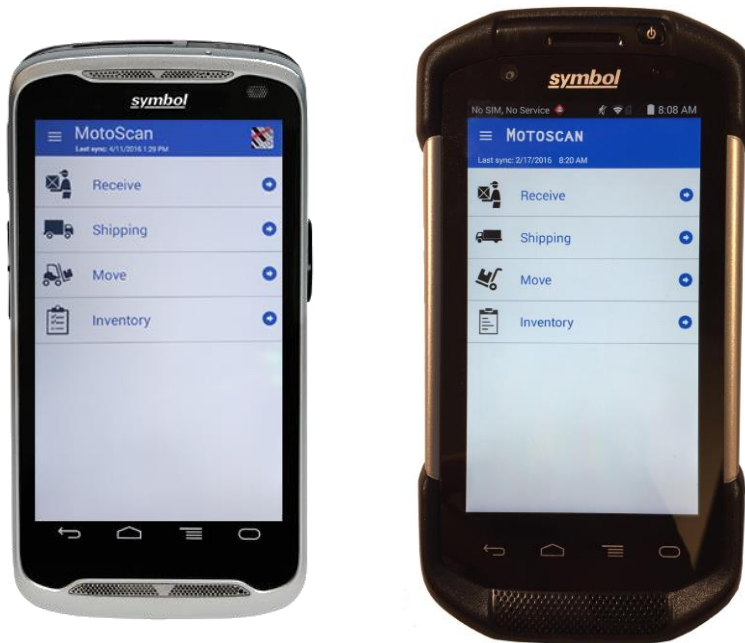 symbol
MotoScan
Last sync: 4/11/2016 1:29 PM
Receive
Shipping
Move
Inventory
symbol
No SIM, No Service 8:08 AM
MOTOSCAN
Last sync: 2/17/2016 8:20 AM
Receive
Shipping
Move
Inventory